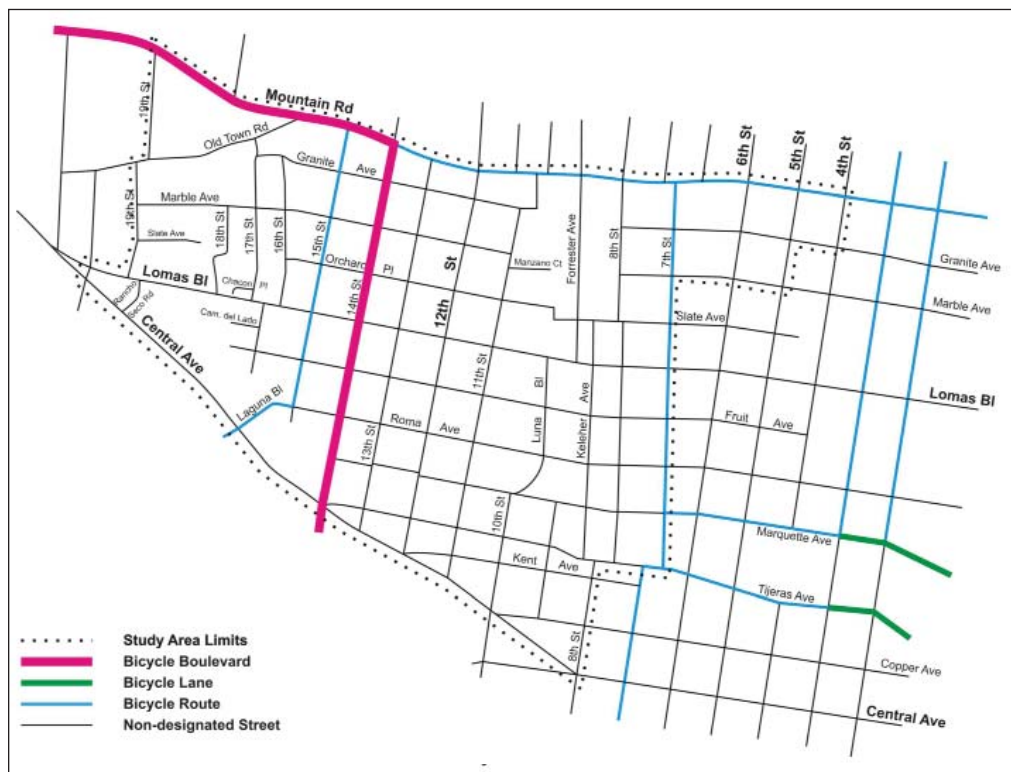 19th St
Mountain Rd
Old Town Rd
Granite Ave
6th St
5th St
4th St
Marble Ave
19th St
Slate Ave
18th St
17th St
16th St
15th St
Orchard Pl
14th St
12th St
Manzano Ct
Forrester Ave
8th St
7th St
Granite Ave
Marble Ave
Lomas Bl
Chacon Pl
Rancho
Seco Rd
Cam. del Lado
Slate Ave
Central Ave
11th St
Luna Bl
Keleher Ave
Lomas Bl
Laguna Bl
Roma Ave
Fruit Ave
13th St
10th St
Marquette Ave
Kent Ave
Tijeras Ave
8th St
Copper Ave
Central Ave
Study Area Limits
Bicycle Boulevard
Bicycle Lane
Bicycle Route
Non-designated Street